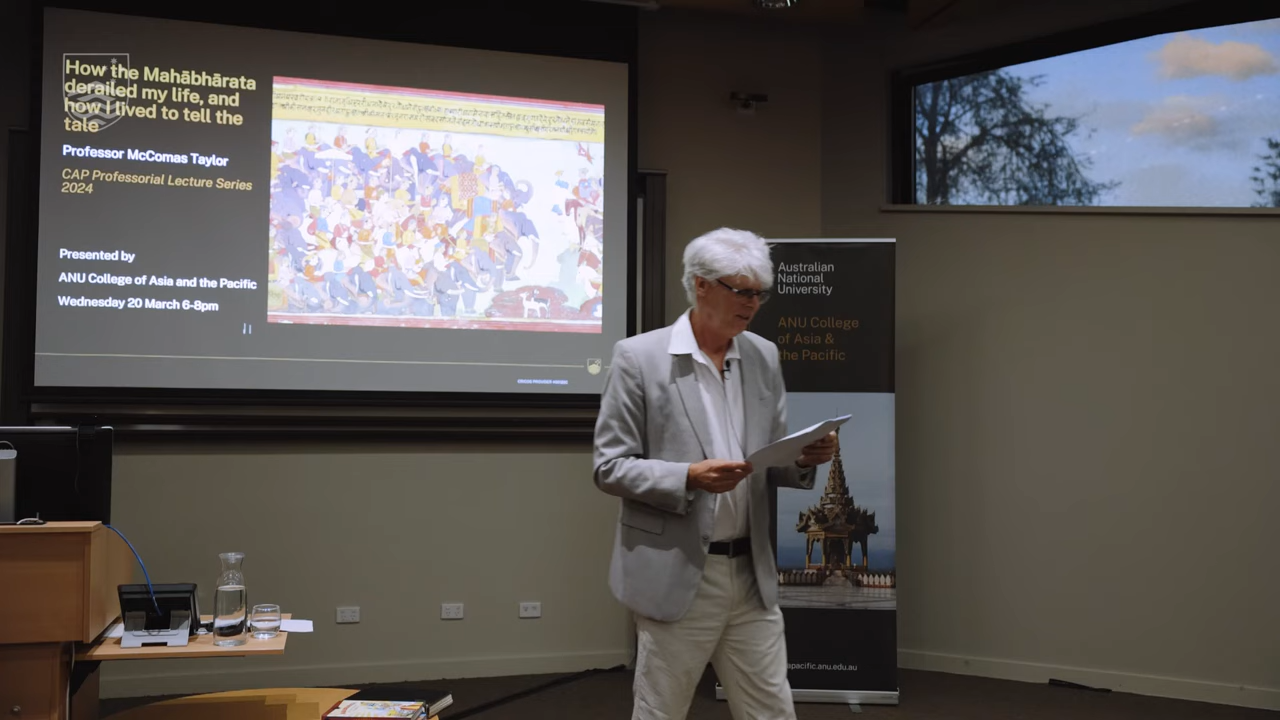 How the Mahābhārata
derailed my life, and
how I lived to tell the
tale
Professor McComas Taylor
CAP Professorial Lecture Series
2024
Presented by
ANU College of Asia and the Pacific
Wednesday 20 March 6-8pm
Australian
National
University
ANU College
of Asia &
the Pacific
apacific.anu.edu.au